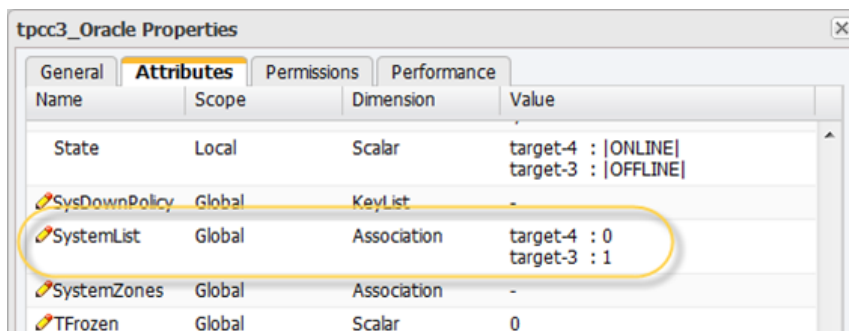 tpcc3_Oracle Properties
General Attributes Permissions Performance
Name Scope Dimension Value
State Local Scalar target-4 : |ONLINE|
target-3 : |OFFLINE|
SysDownPolicy Global KeyList -
SystemList Global Association target-4 : 0
target-3 : 1
SystemZones Global Association -
TFrozen Global Scalar 0